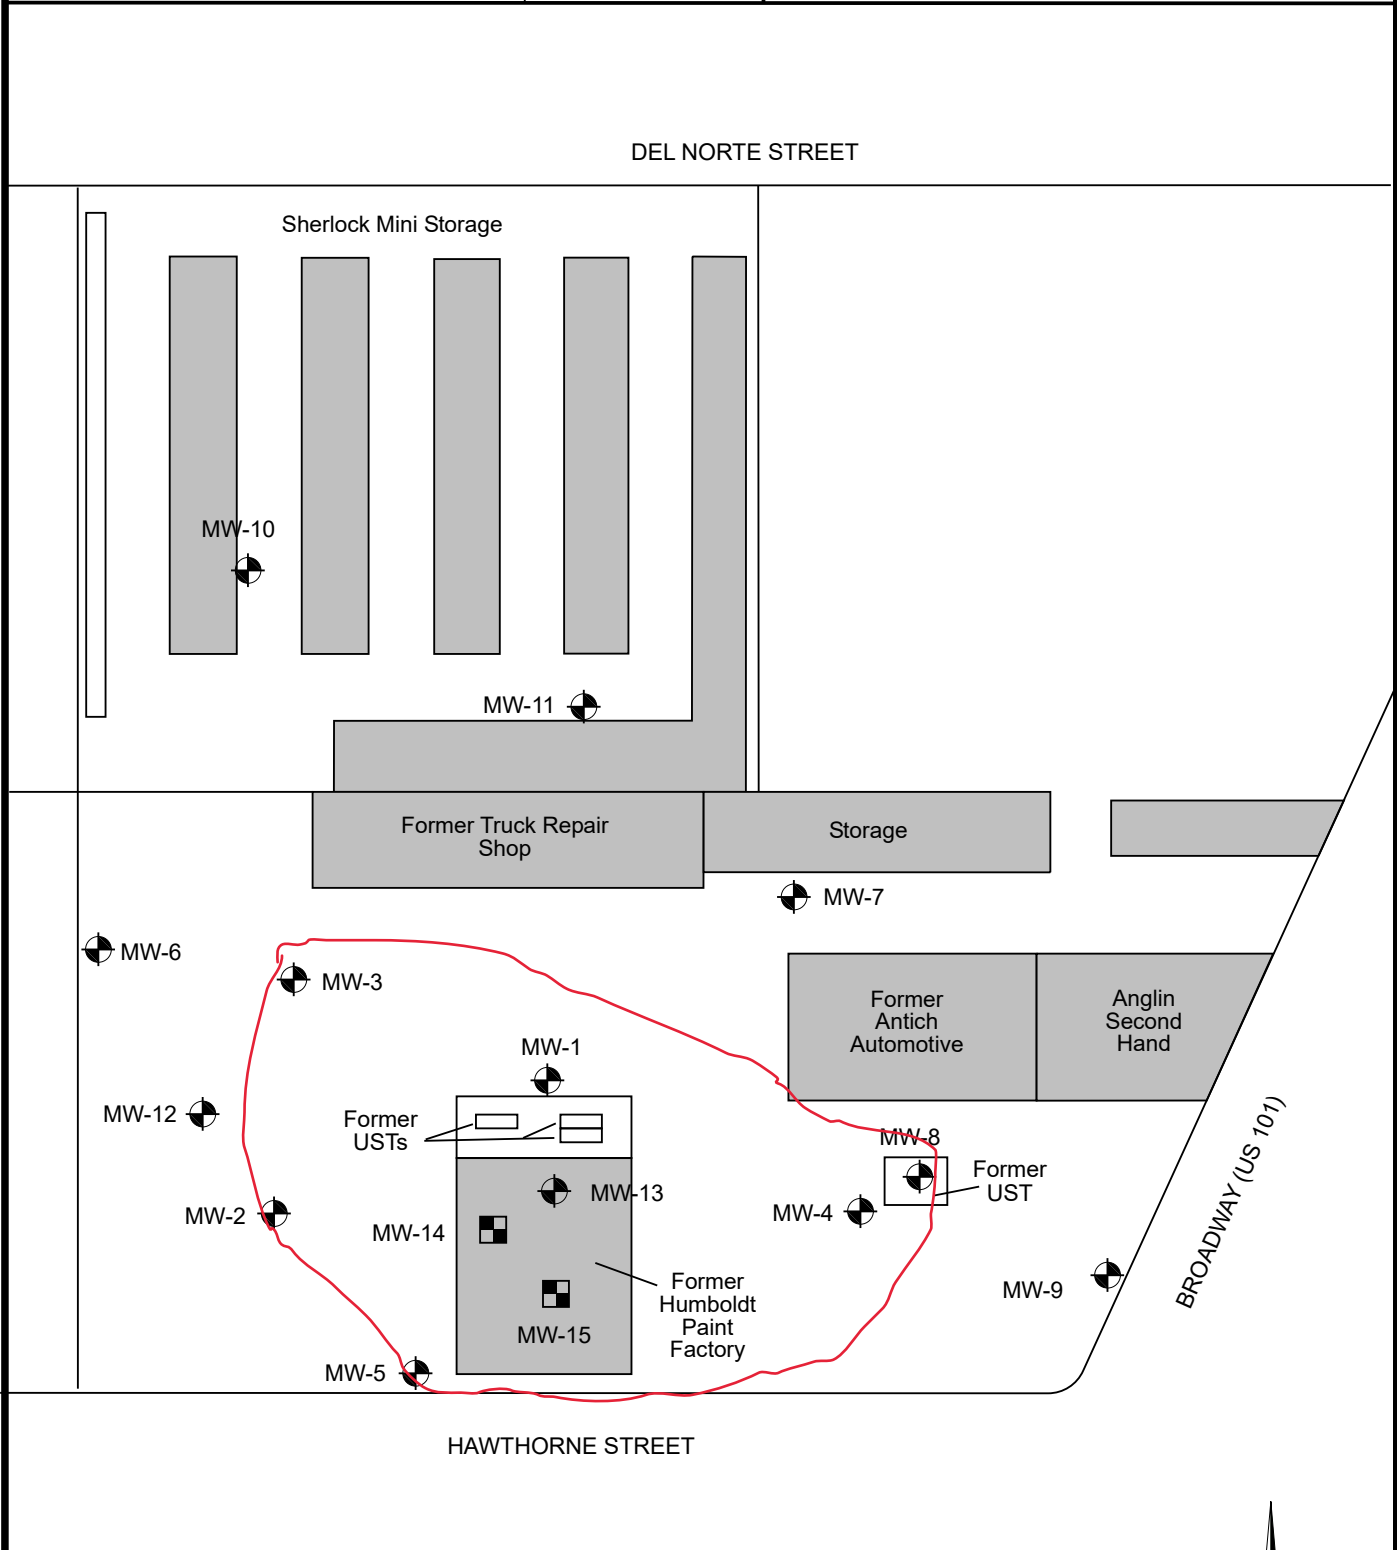 DEL NORTE STREET
Sherlock Mini Storage
MW-10
MW-11
Former Truck Repair
Shop
Storage
MW-7
MW-6
MW-3
Former
Antich
Automotive
Anglin
Second
Hand
MW-1
MW-12
Former
USTs
MW-8
Former
UST
MW-13
MW-2
MW-14
MW-4
BROADWAY (US 101)
MW-9
Former
Humboldt
Paint
Factory
MW-15
MW-5
HAWTHORNE STREET